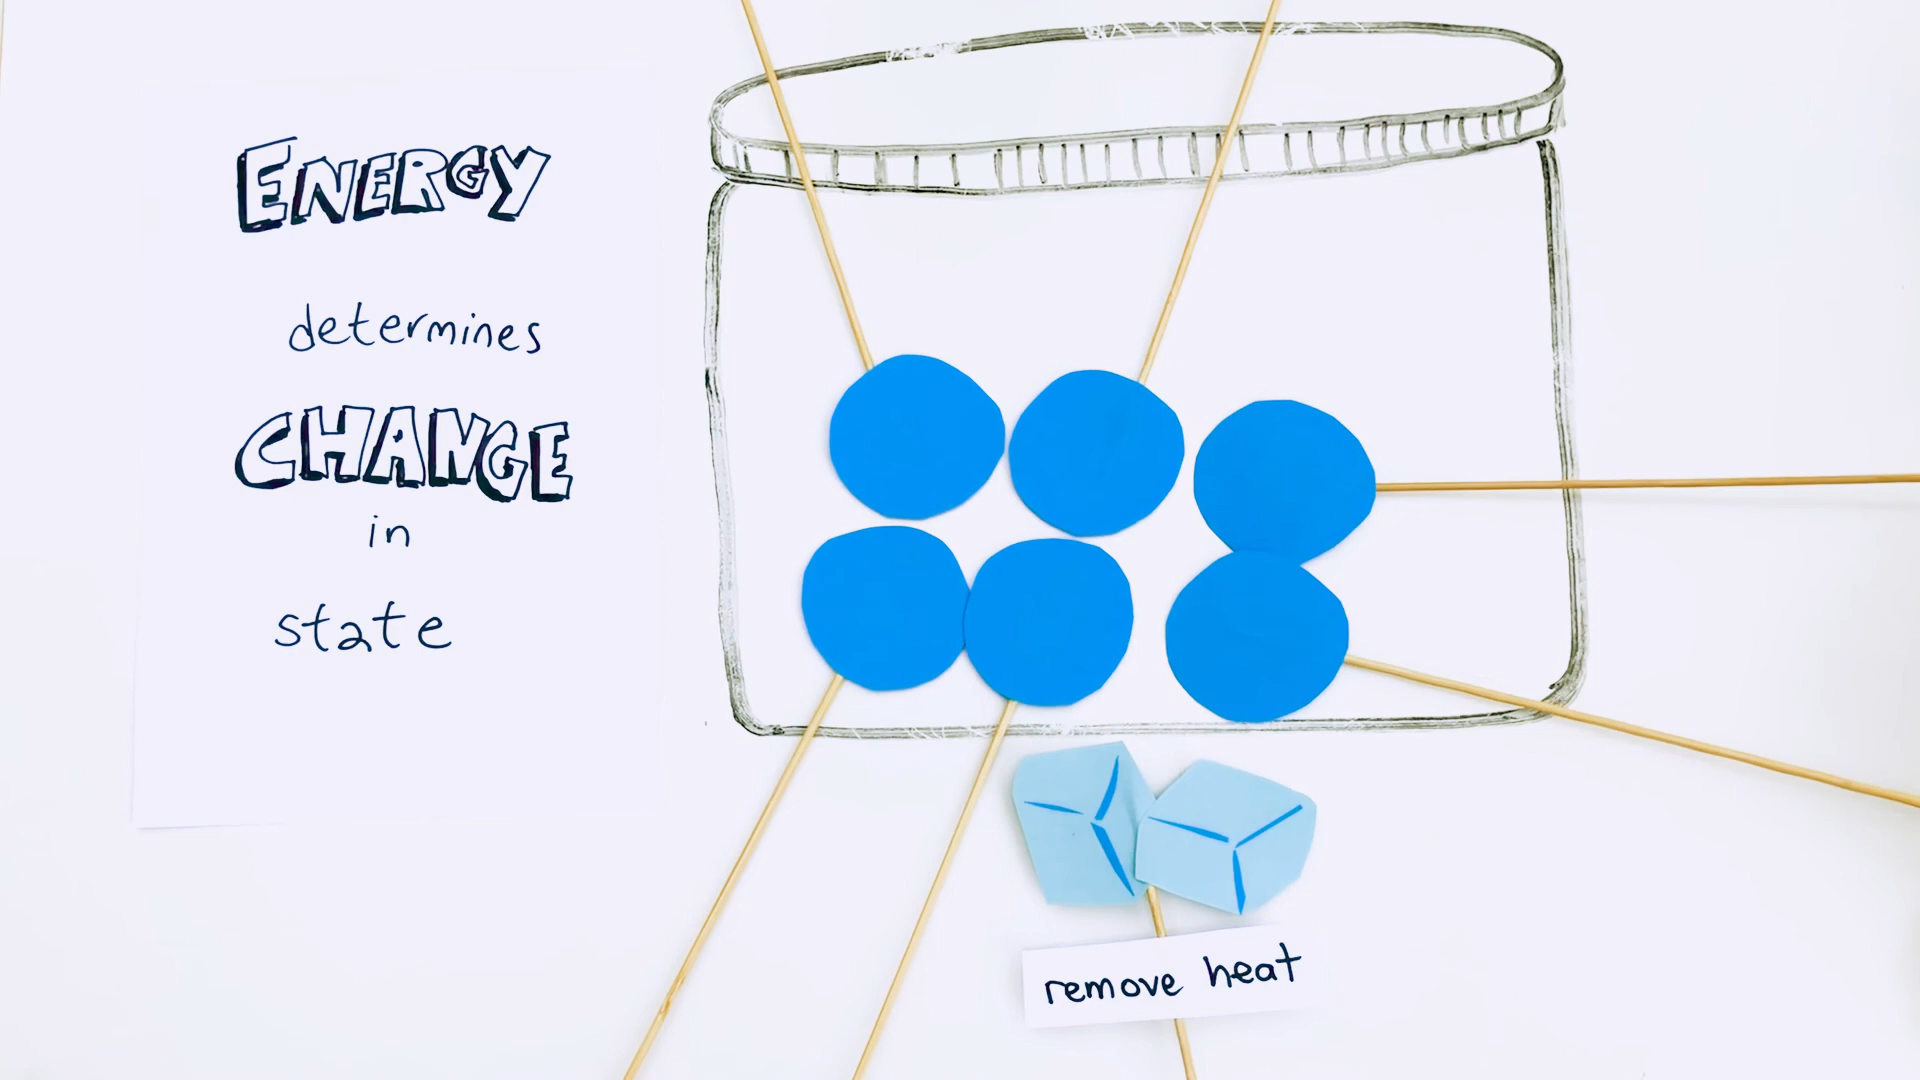 ENERGY
determines
CHANGE
in
state
remove heat